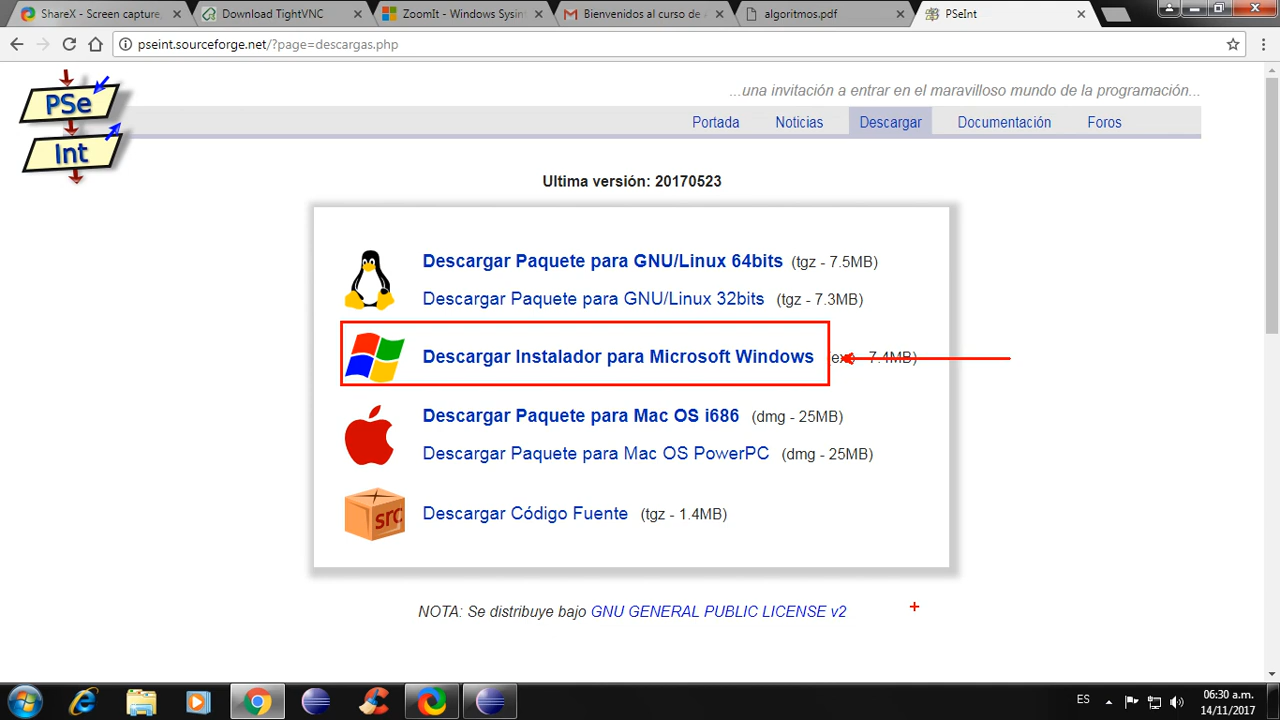 ShareX - Screen capture,
Download TightVNC
ZoomIt - Windows Sysin
Bienvenidos al curso de A
algoritmos.pdf
PSeInt
pseint.sourceforge.net/?page=descargas.php
PSe
Int
...una invitación a entrar en el maravilloso mundo de la programación...
Portada
Noticias
Descargar
Documentación
Foros
Ultima versión: 20170523
Descargar Paquete para GNU/Linux 64bits (tgz - 7.5MB)
Descargar Paquete para GNU/Linux 32bits (tgz - 7.3MB)
Descargar Instalador para Microsoft Windows (exe - 7.4MB)
Descargar Paquete para Mac OS i686 (dmg - 25MB)
Descargar Paquete para Mac OS PowerPC (dmg - 25MB)
src
Descargar Código Fuente (tgz - 1.4MB)
NOTA: Se distribuye bajo GNU GENERAL PUBLIC LICENSE v2
ES
06:30 a.m.
14/11/2017